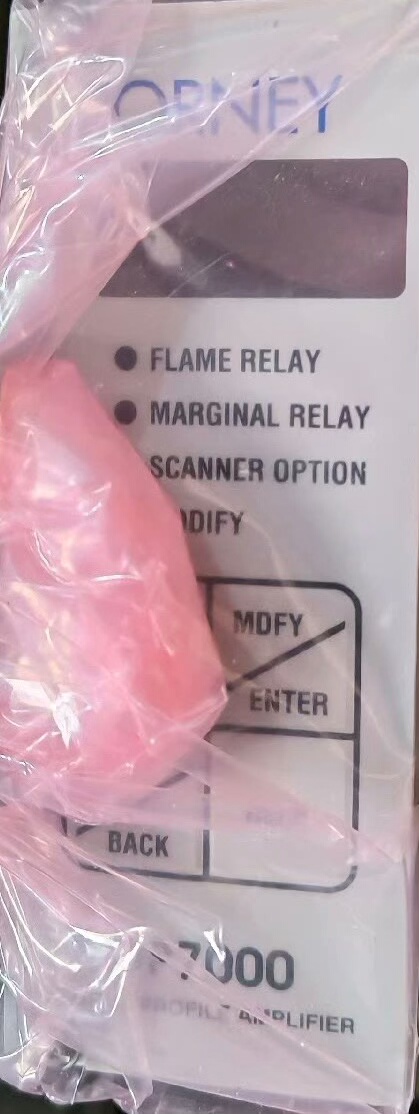 ORNEY
FLAME RELAY
MARGINAL RELAY
SCANNER OPTION
ODIFY
MDFY
ENTER
BACK
7000
PROFILE AMPLIFIER